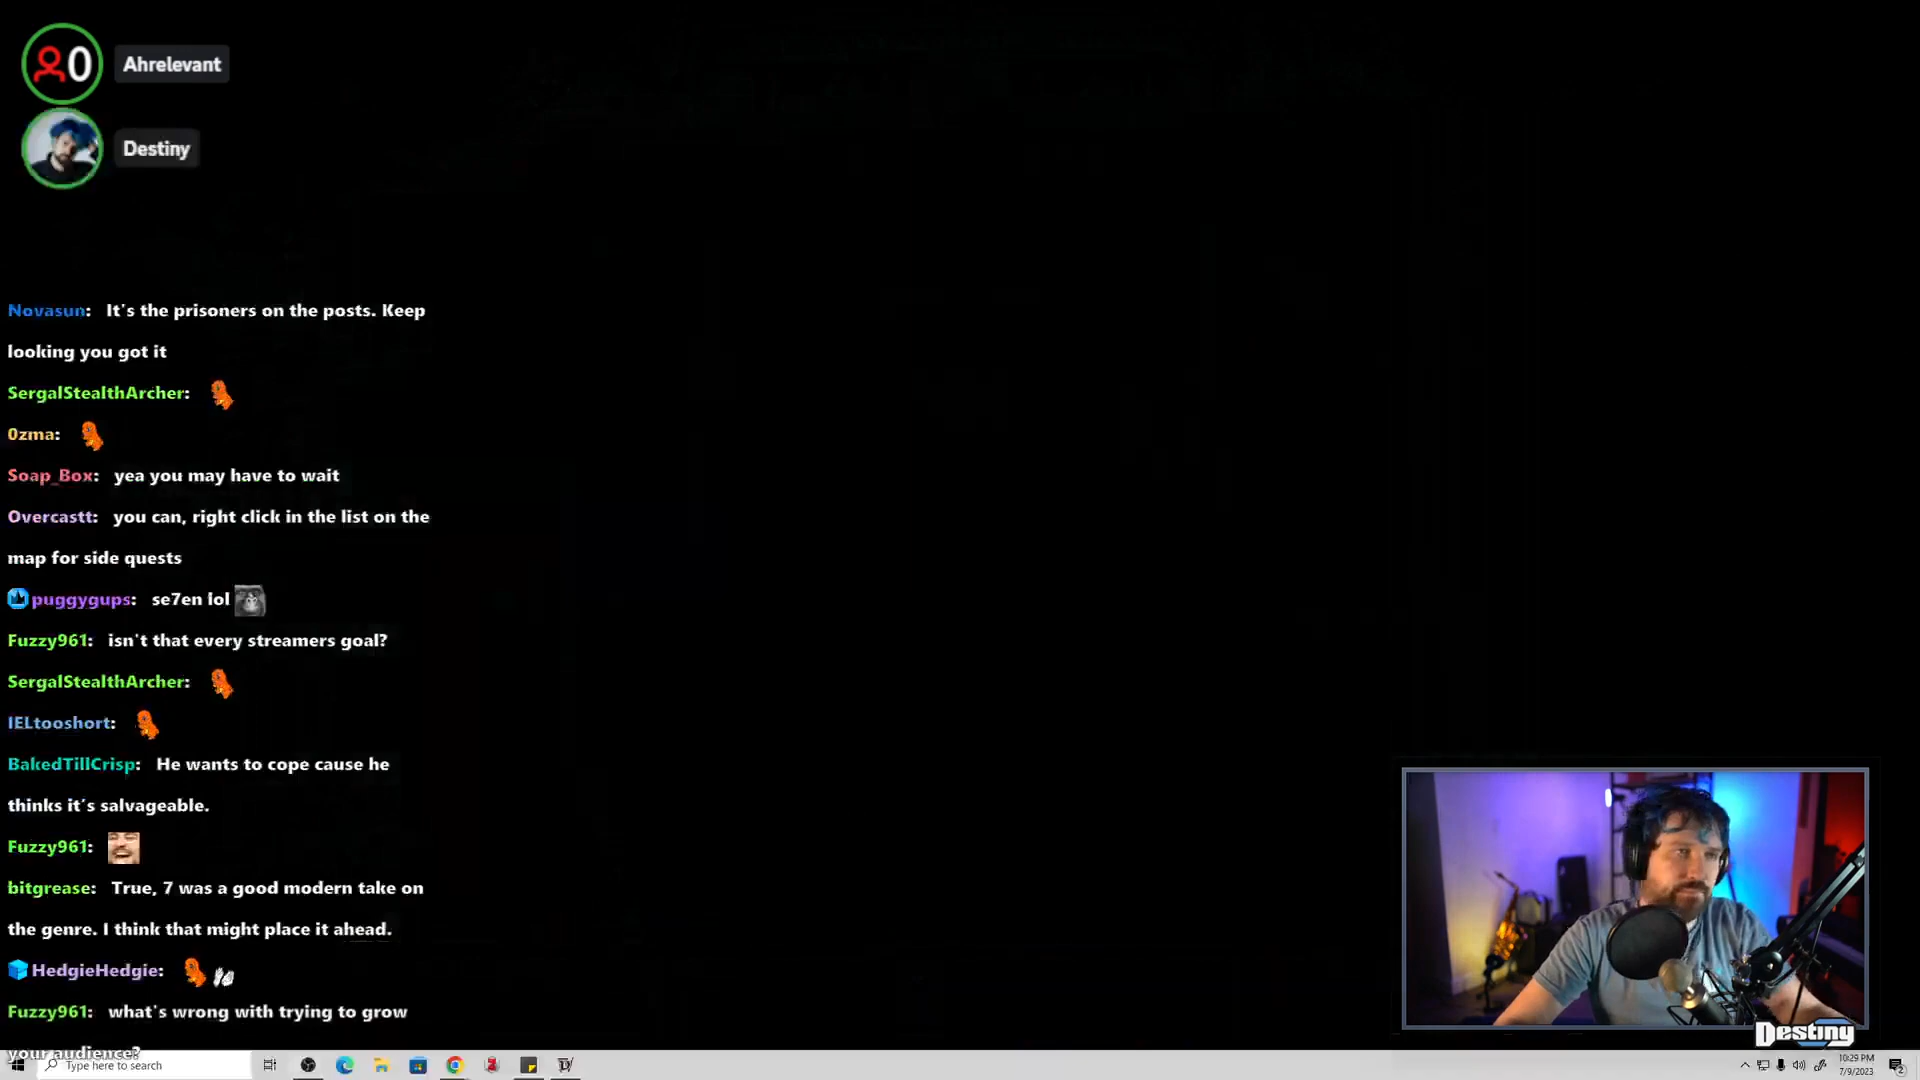 0 Ahrelevant
Destiny
Novasun: It's the prisoners on the posts. Keep
looking you got it
SergalStealthArcher:
0zma:
Soap_Box: yea you may have to wait
Overcastt: you can, right click in the list on the
map for side quests
puggygups: se7en lol
Fuzzy961: isn't that every streamers goal?
SergalStealthArcher:
IELtooshort:
BakedTillCrisp: He wants to cope cause he
thinks it's salvageable.
Fuzzy961:
bitgrease: True, 7 was a good modern take on
the genre. I think that might place it ahead.
HedgieHedgie:
Fuzzy961: what's wrong with trying to grow
your audience?
Destiny
Type here to search
10:29 PM
7/9/2023
2